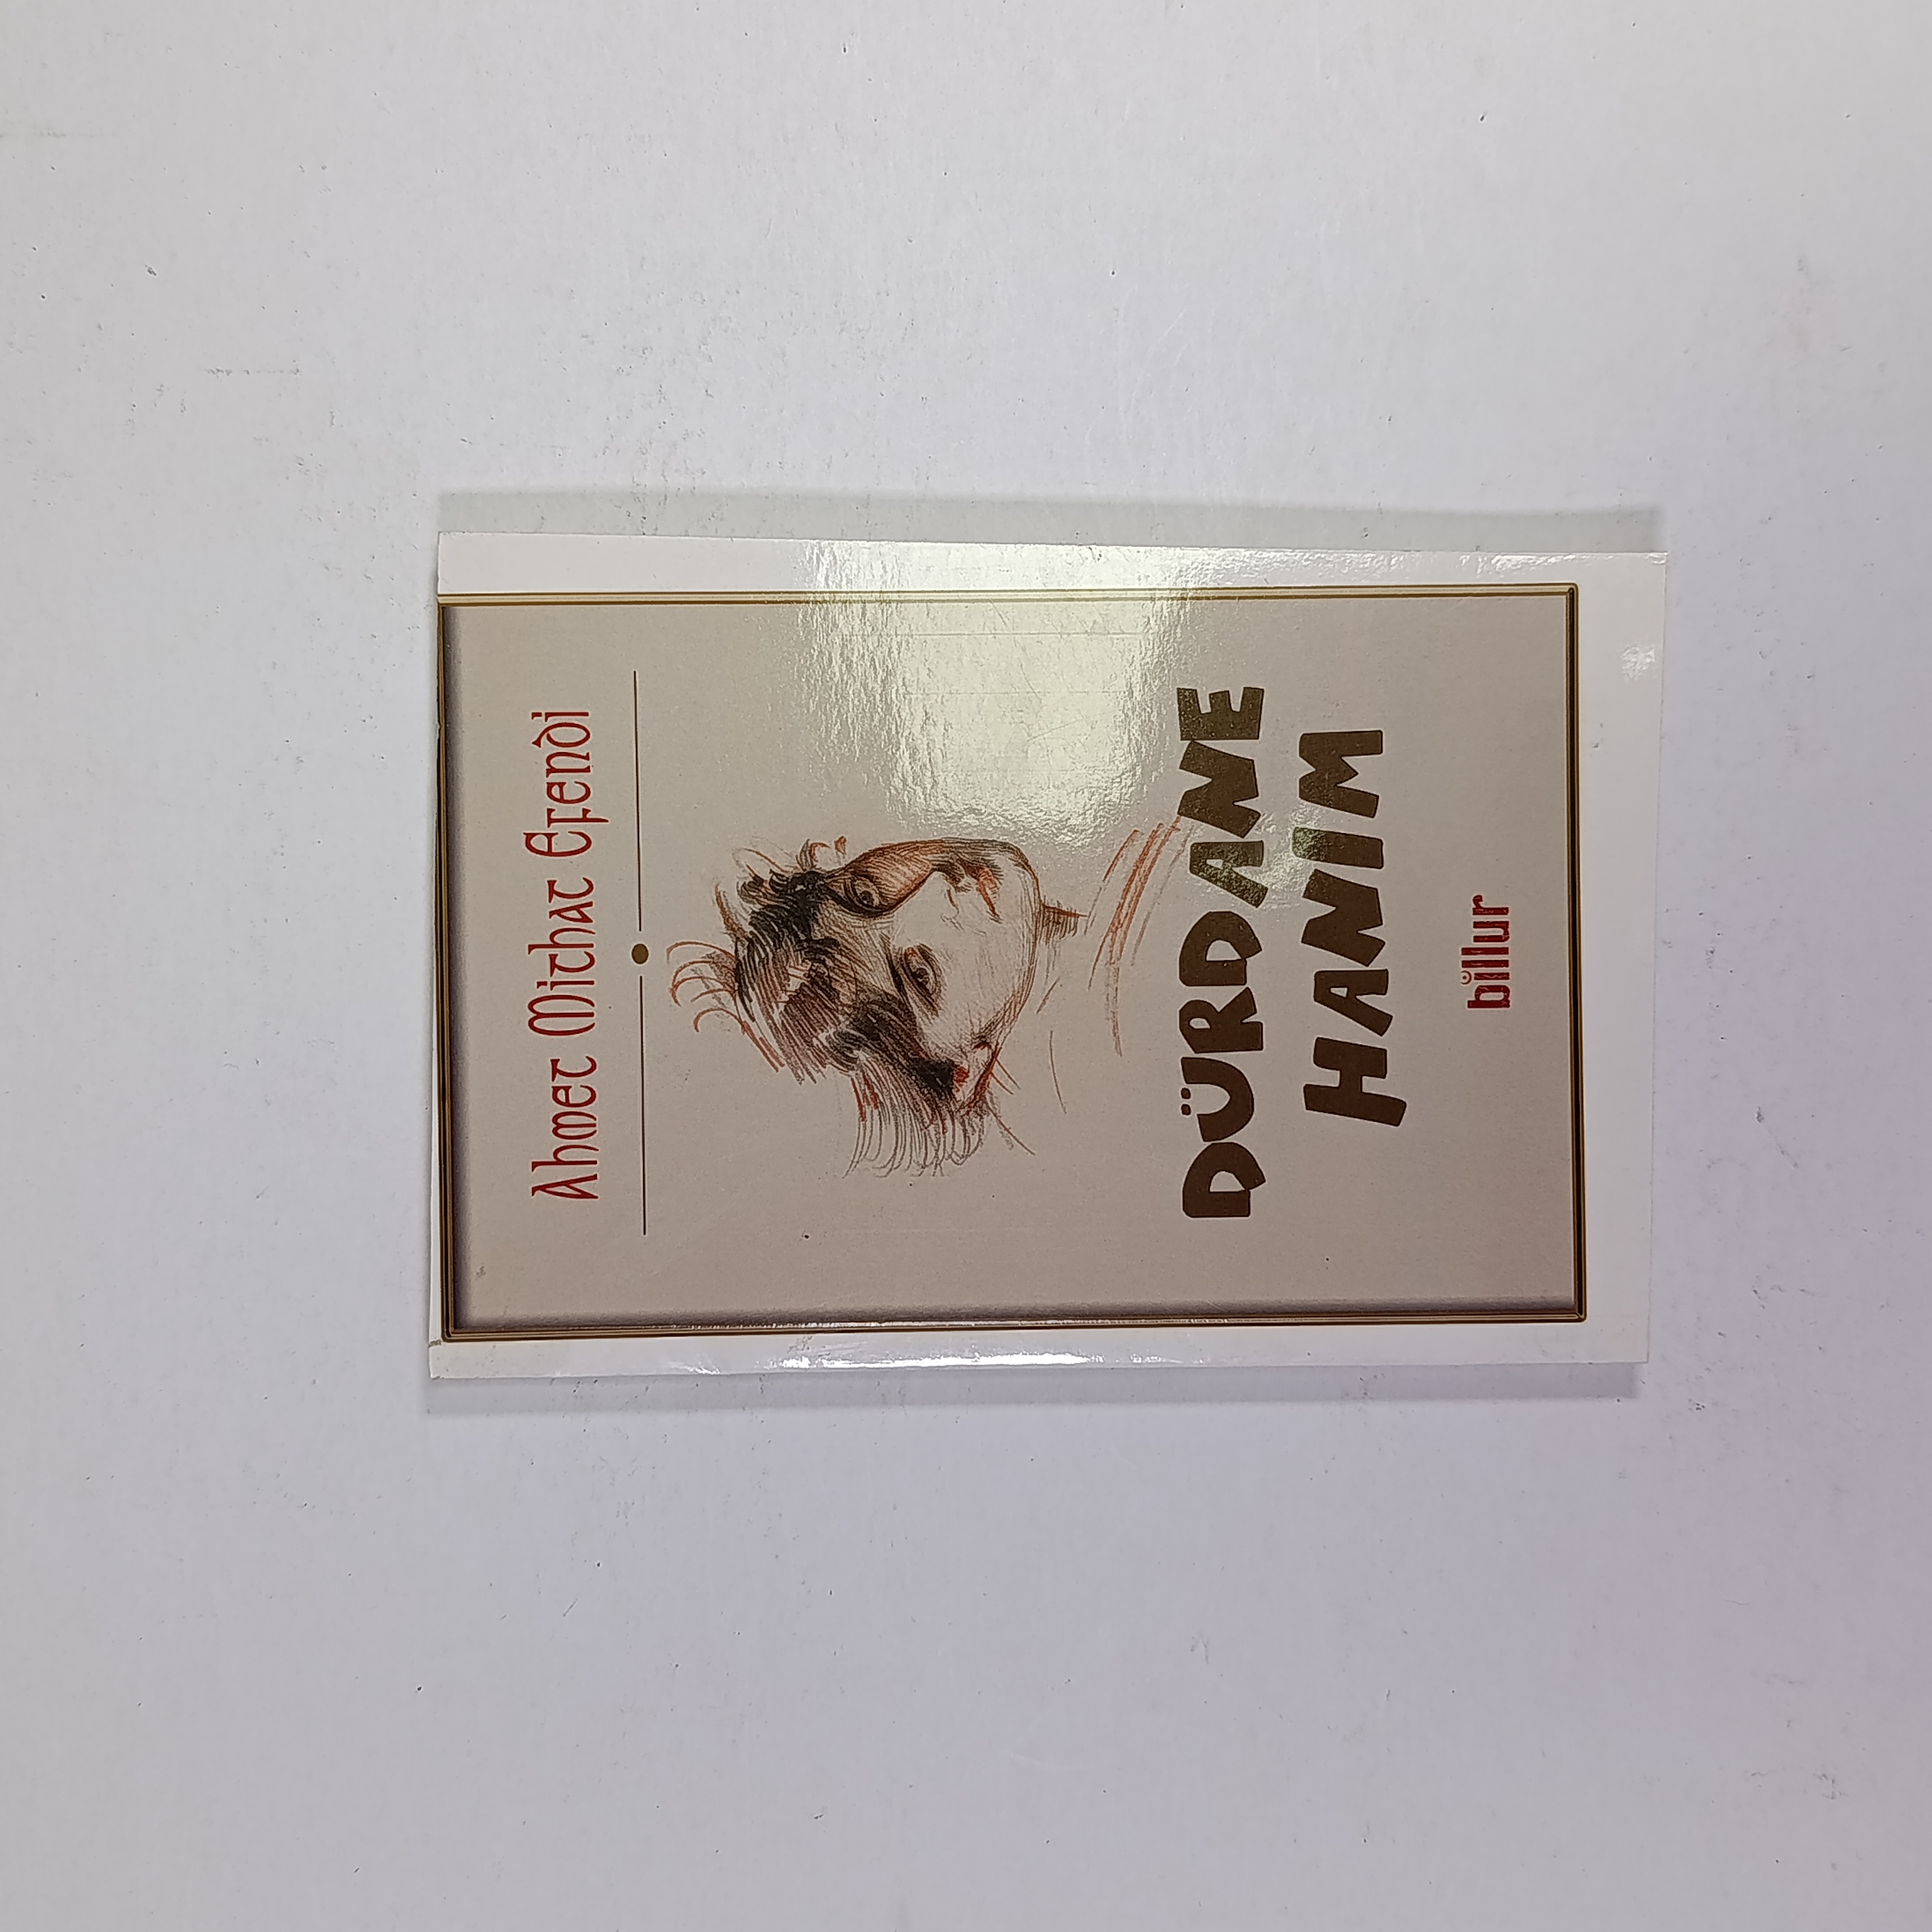 Ahmet Mithat Efendi
DÜRDANE
HANIM
billur